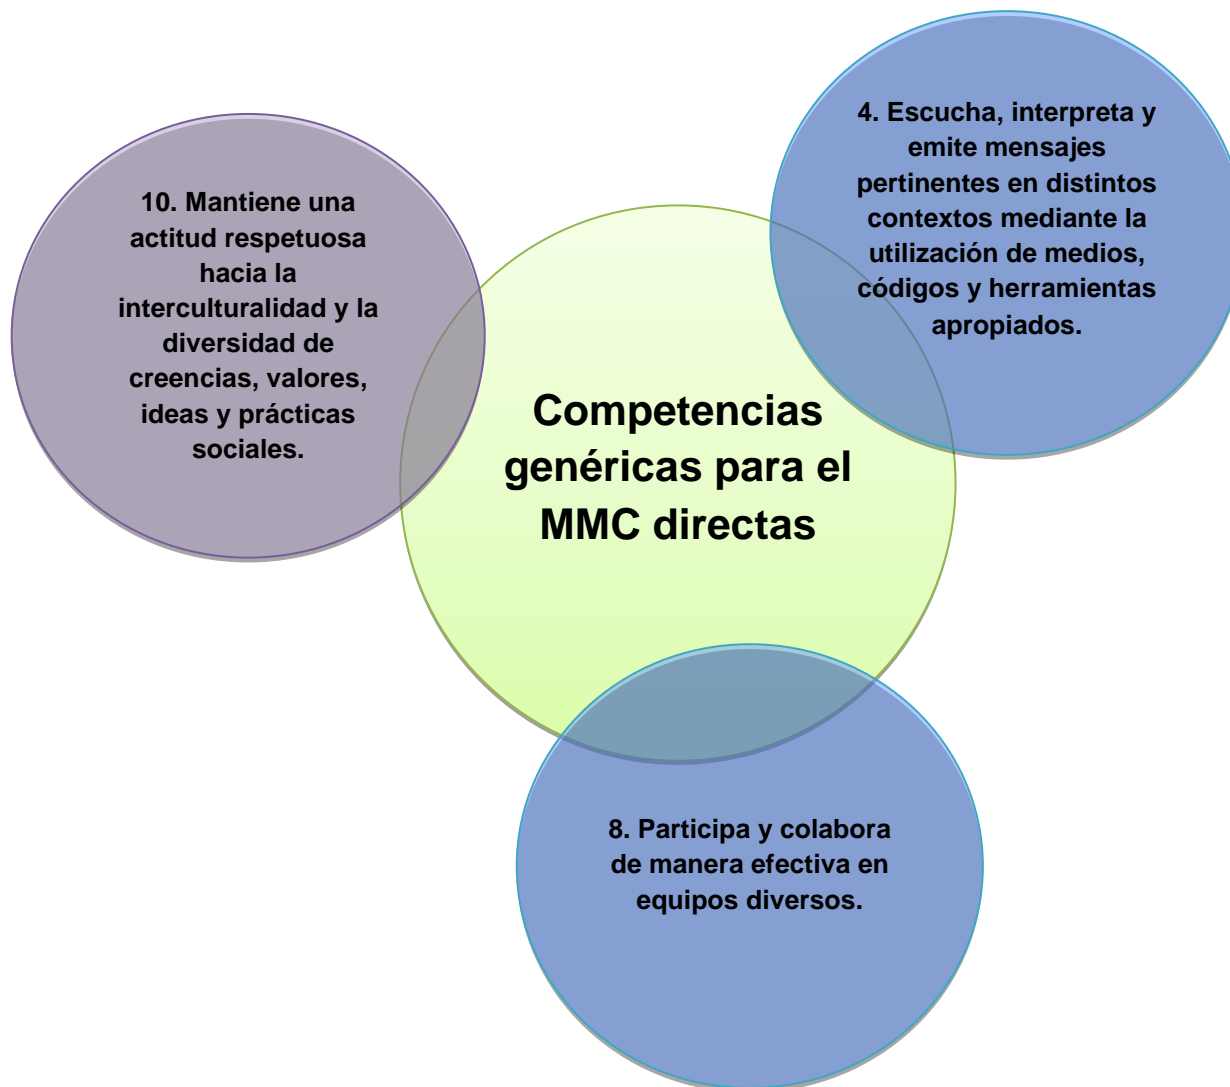 4. Escucha, interpreta y
emite mensajes
pertinentes en distintos
contextos mediante la
utilización de medios,
códigos y herramientas
apropiados.
10. Mantiene una
actitud respetuosa
hacia la
interculturalidad y la
diversidad de
creencias, valores,
ideas y prácticas
sociales.
Competencias
genéricas para el
MMC directas
8. Participa y colabora
de manera efectiva en
equipos diversos.